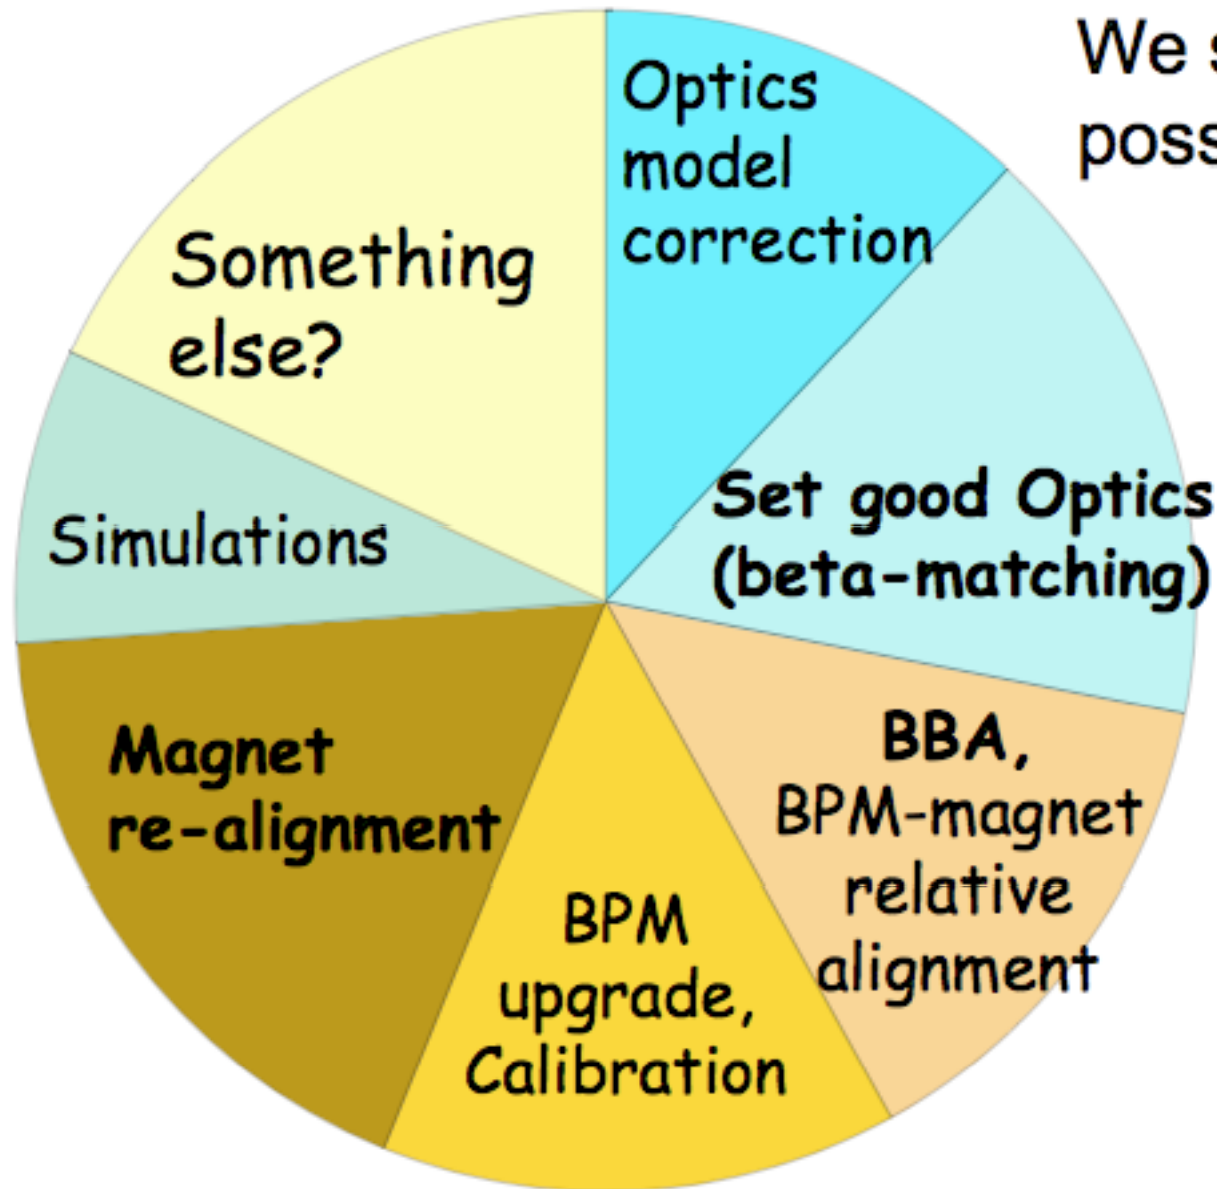 We
poss
Optics
model
correction
Set good Optics
(beta-matching)
BBA,
BPM-magnet
relative
alignment
BPM
upgrade,
Calibration
Magnet
re-alignment
Simulations
Something
else?